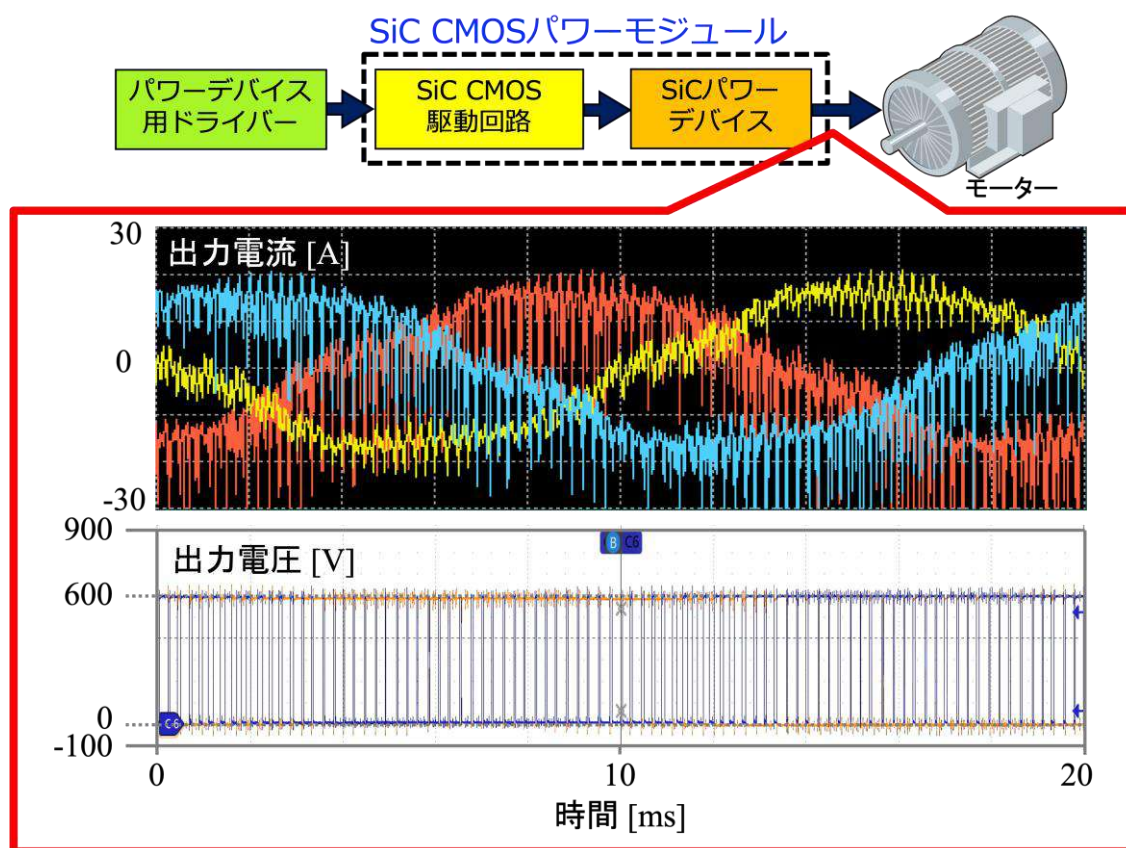 SiC CMOSパワーモジュール
パワーデバイス
用ドライバー
SiC CMOS
駆動回路
SiCパワー
デバイス
モーター
30
出力電流 [A]
0
-30
900
出力電圧 [V]
B C6
600
0
C6
-100
0
10
20
時間 [ms]